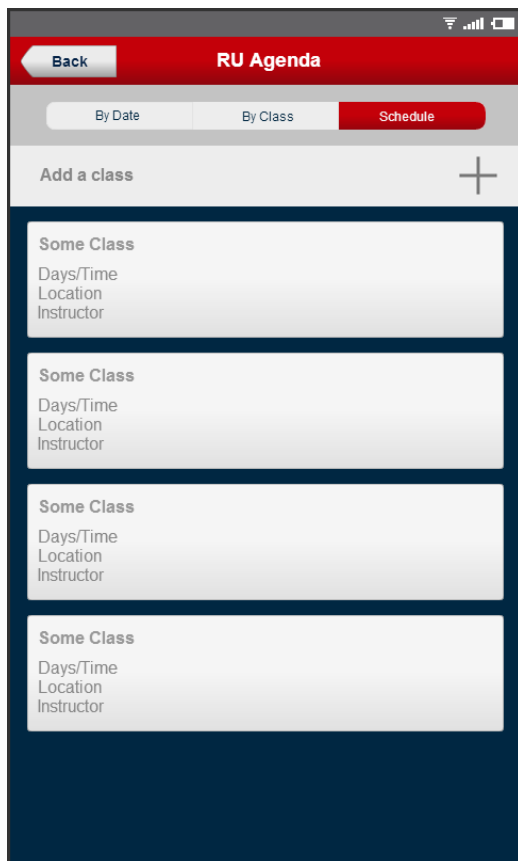 Back
RU Agenda
By Date
By Class
Schedule
Add a class
Some Class
Days/Time
Location
Instructor
Some Class
Days/Time
Location
Instructor
Some Class
Days/Time
Location
Instructor
Some Class
Days/Time
Location
Instructor